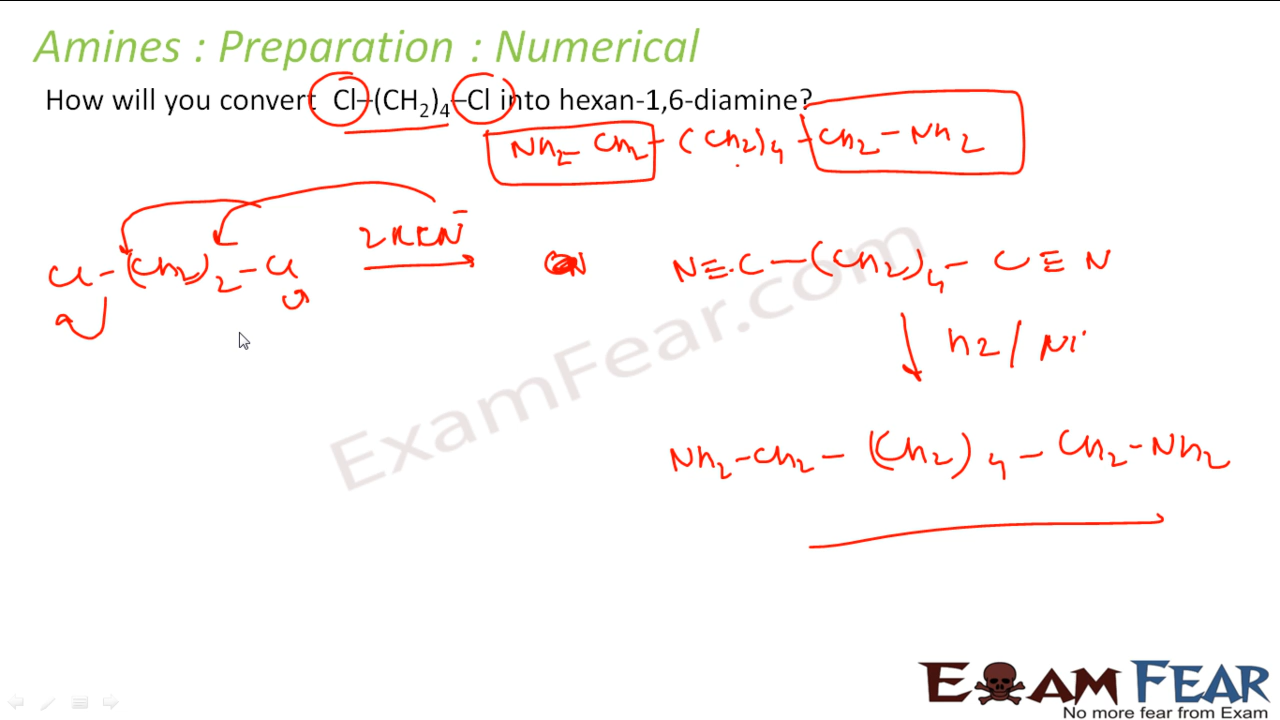 Amines : Preparation : Numerical
How will you convert Cl–(CH₂)₄–Cl into hexan-1,6-diamine?
NH₂ – CH₂ – (CH₂)₄ – CH₂ – NH₂
Cl – (CH₂)₂ – Cl 2KCN⁻ CN N≡C – (CH₂)₄ – C≡N
H₂ / Ni
NH₂ – CH₂ – (CH₂)₄ – CH₂ – NH₂
ExamFear.com
EXAM FEAR
No more fear from Exam